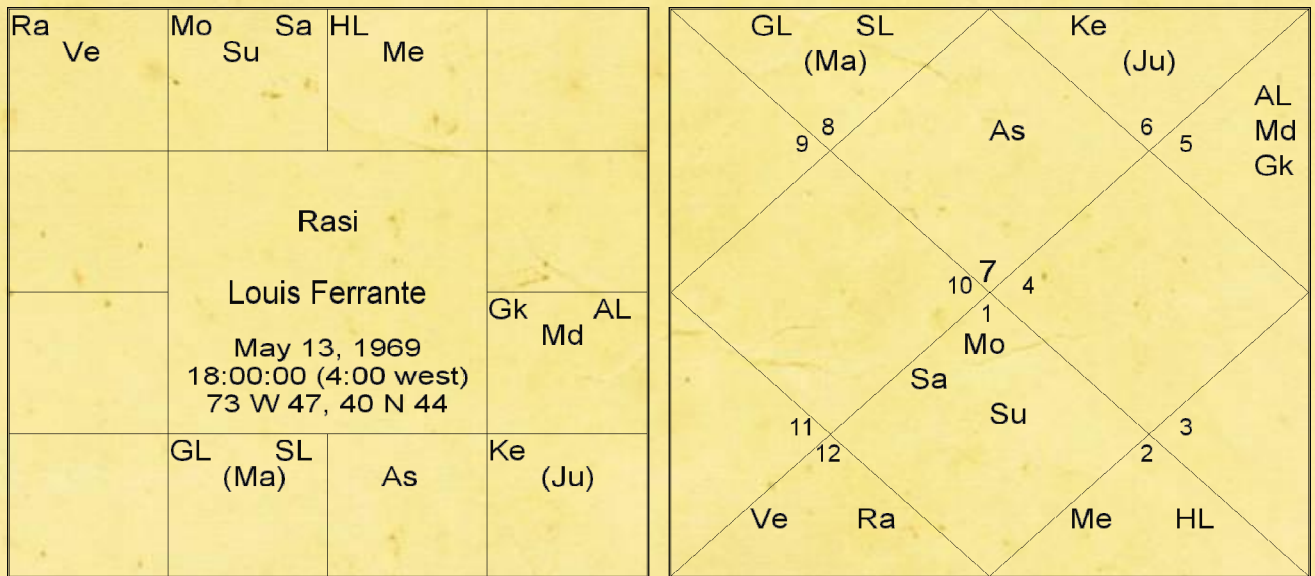 Ra
Ve
Mo Sa
Su
HL
Me
Rasi
Louis Ferrante
May 13, 1969
18:00:00 (4:00 west)
73 W 47, 40 N 44
Gk AL
Md
GL SL
(Ma)
As
Ke
(Ju)
GL SL
(Ma)
Ke
(Ju)
AL
Md
Gk
As
8
9
6
5
7
10
4
1
Mo
Sa
Su
11
12
3
2
Ve Ra
Me HL